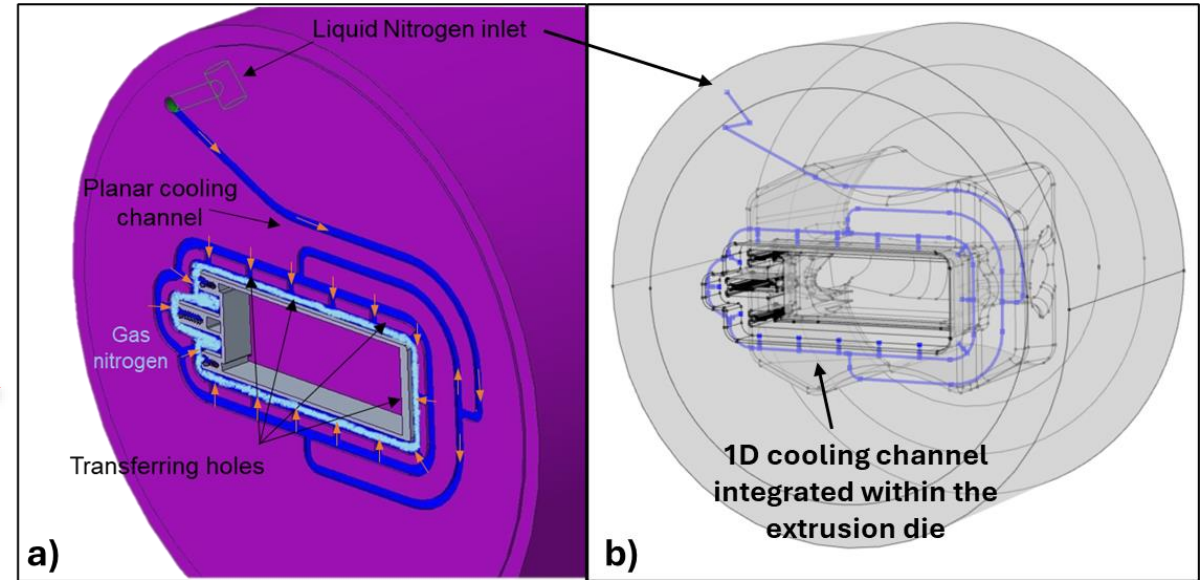 Liquid Nitrogen inlet
Planar cooling
channel
Gas
nitrogen
Transferring holes
a)
1D cooling channel
integrated within the
extrusion die
b)